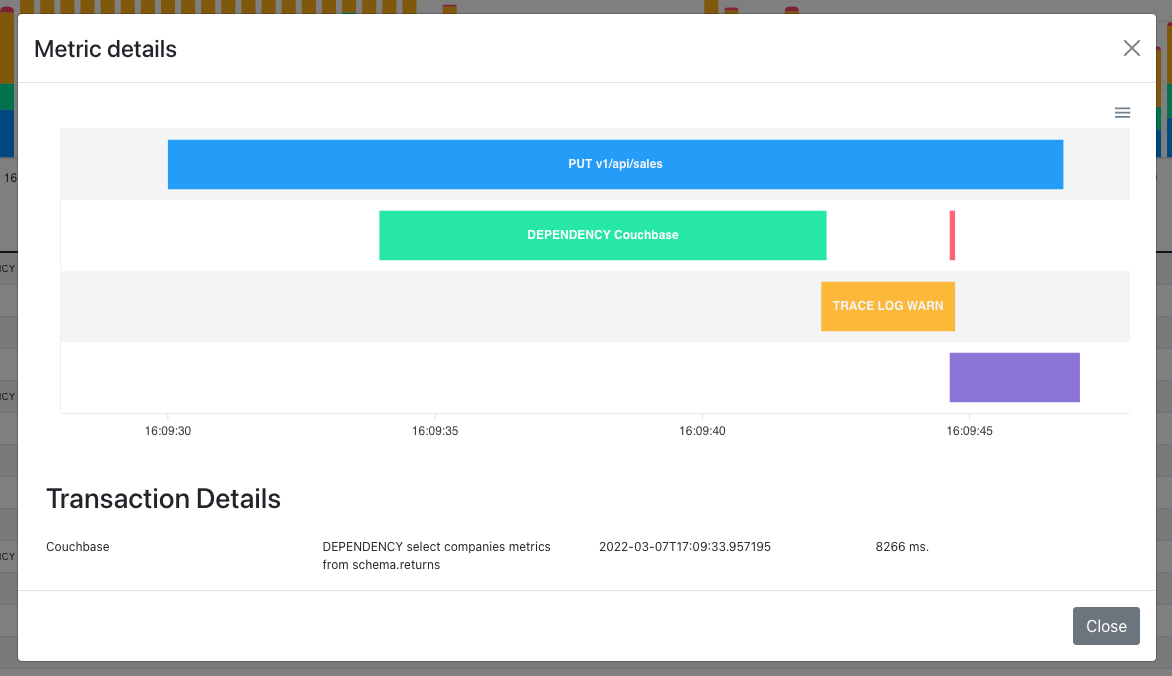 Metric details
16
PUT v1/api/sales
DEPENDENCY Couchbase
TRACE LOG WARN
16:09:30 16:09:35 16:09:40 16:09:45
Transaction Details
Couchbase DEPENDENCY select companies metrics 2022-03-07T17:09:33.957195 8266 ms.
from schema.returns
Close